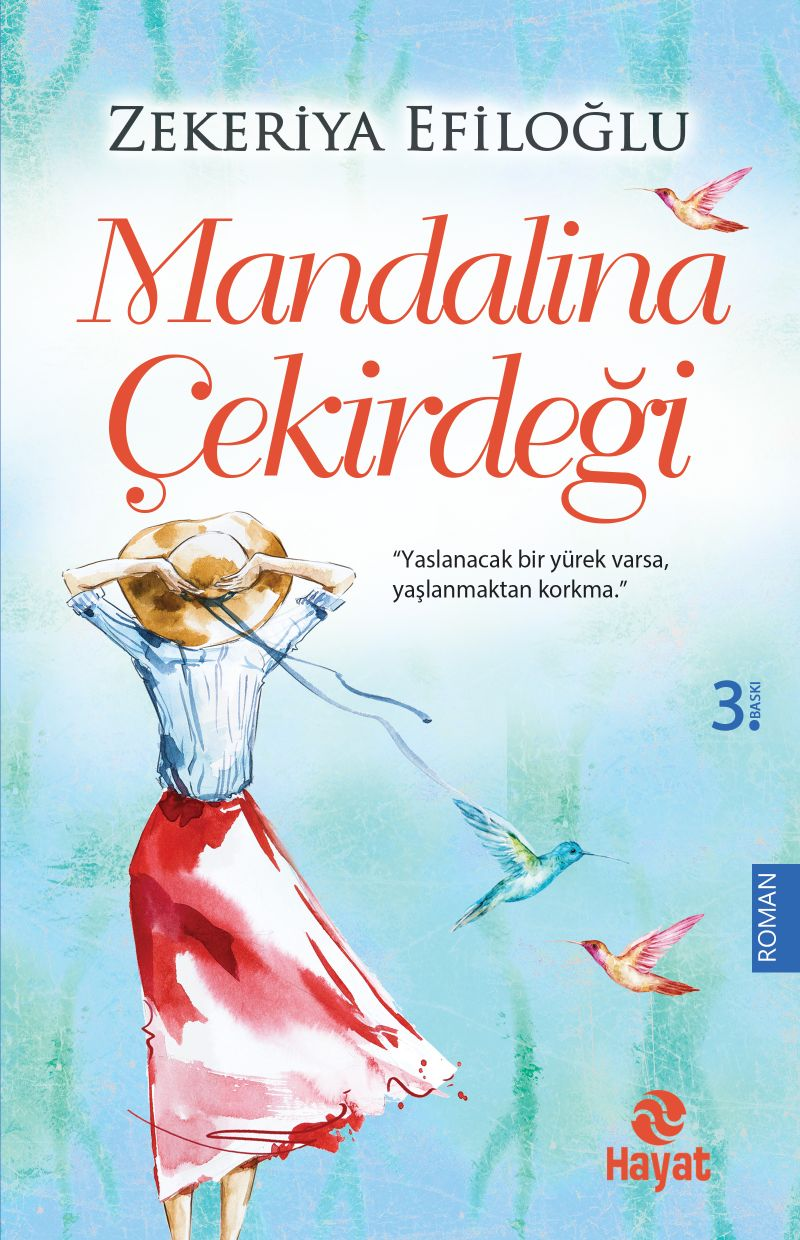 ZEKERİYA EFİLOĞLU
Mandalina
Çekirdeği
“Yaslanacak bir yürek varsa,
yaşlanmaktan korkma.”
3. BASKI
ROMAN
Hayat